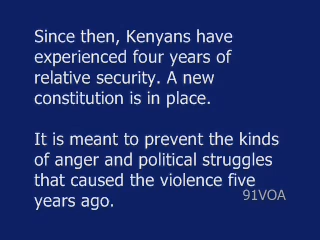 Since then, Kenyans have
experienced four years of
relative security. A new
constitution is in place.
It is meant to prevent the kinds
of anger and political struggles
that caused the violence five
years ago.
91VOA